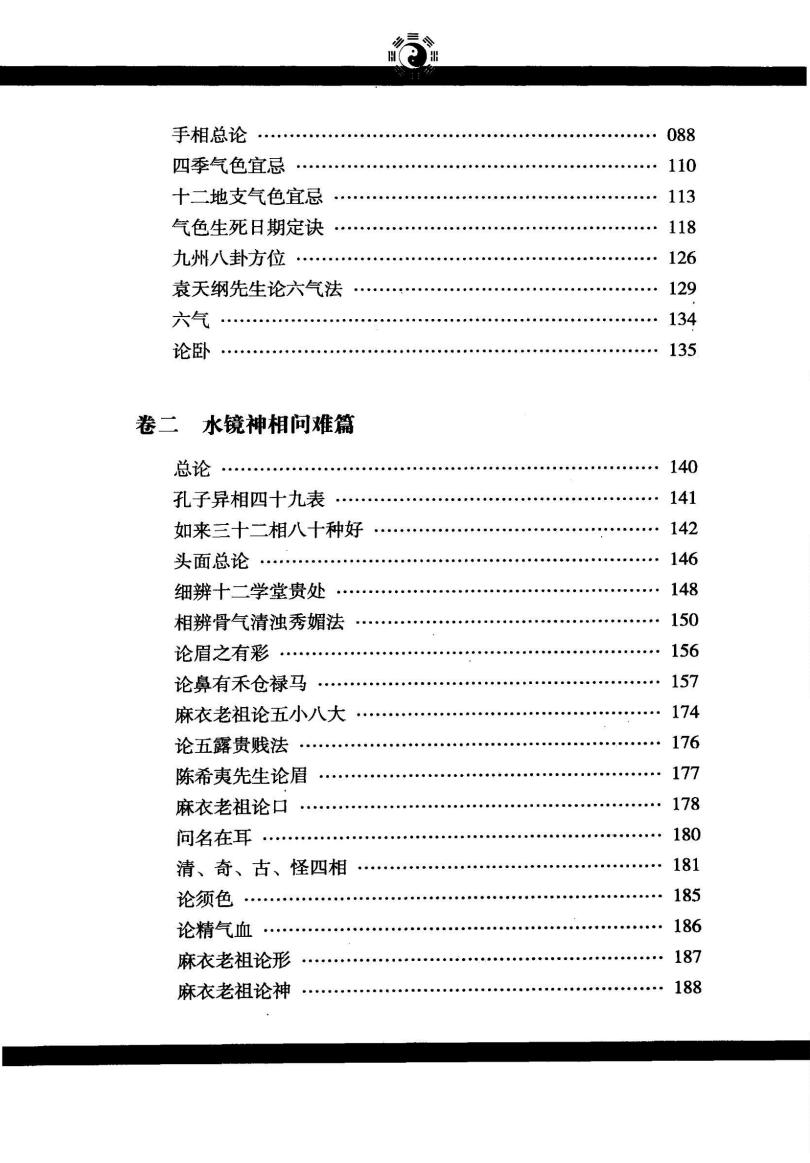 手相总论 …… 088
四季气色宜忌 …… 110
十二地支气色宜忌 …… 113
气色生死日期定诀 …… 118
九州八卦方位 …… 126
袁天纲先生论六气法 …… 129
六气 …… 134
论卧 …… 135
卷二 水镜神相问难篇
总论 …… 140
孔子异相四十九表 …… 141
如来三十二相八十种好 …… 142
头面总论 …… 146
细辨十二学堂贵处 …… 148
相辨骨气清浊秀媚法 …… 150
论眉之有彩 …… 156
论鼻有禾仓禄马 …… 157
麻衣老祖论五小八大 …… 174
论五露贵贱法 …… 176
陈希夷先生论眉 …… 177
麻衣老祖论口 …… 178
问名在耳 …… 180
清、奇、古、怪四相 …… 181
论须色 …… 185
论精气血 …… 186
麻衣老祖论形 …… 187
麻衣老祖论神 …… 188